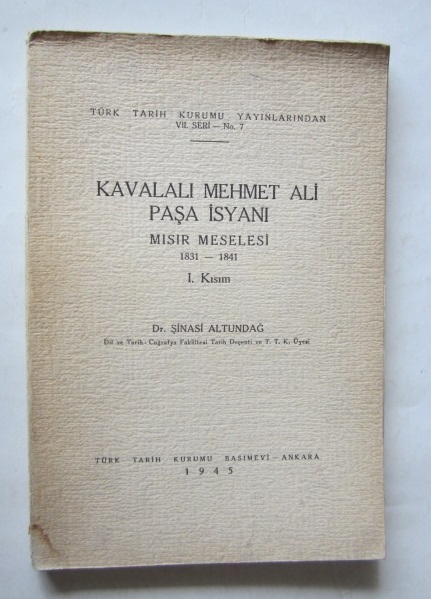 TÜRK TARİH KURUMU YAYINLARINDAN
VII. SERİ — No. 7
KAVALALI MEHMET ALİ
PAŞA İSYANI
MISIR MESELESİ
1831 — 1841
I. Kısım
Dr. ŞİNASİ ALTUNDAĞ
Dil ve Tarih - Coğrafya Fakültesi Tarih Doçenti ve T. T. K. Üyesi
TÜRK TARİH KURUMU BASIMEVİ — ANKARA
1945